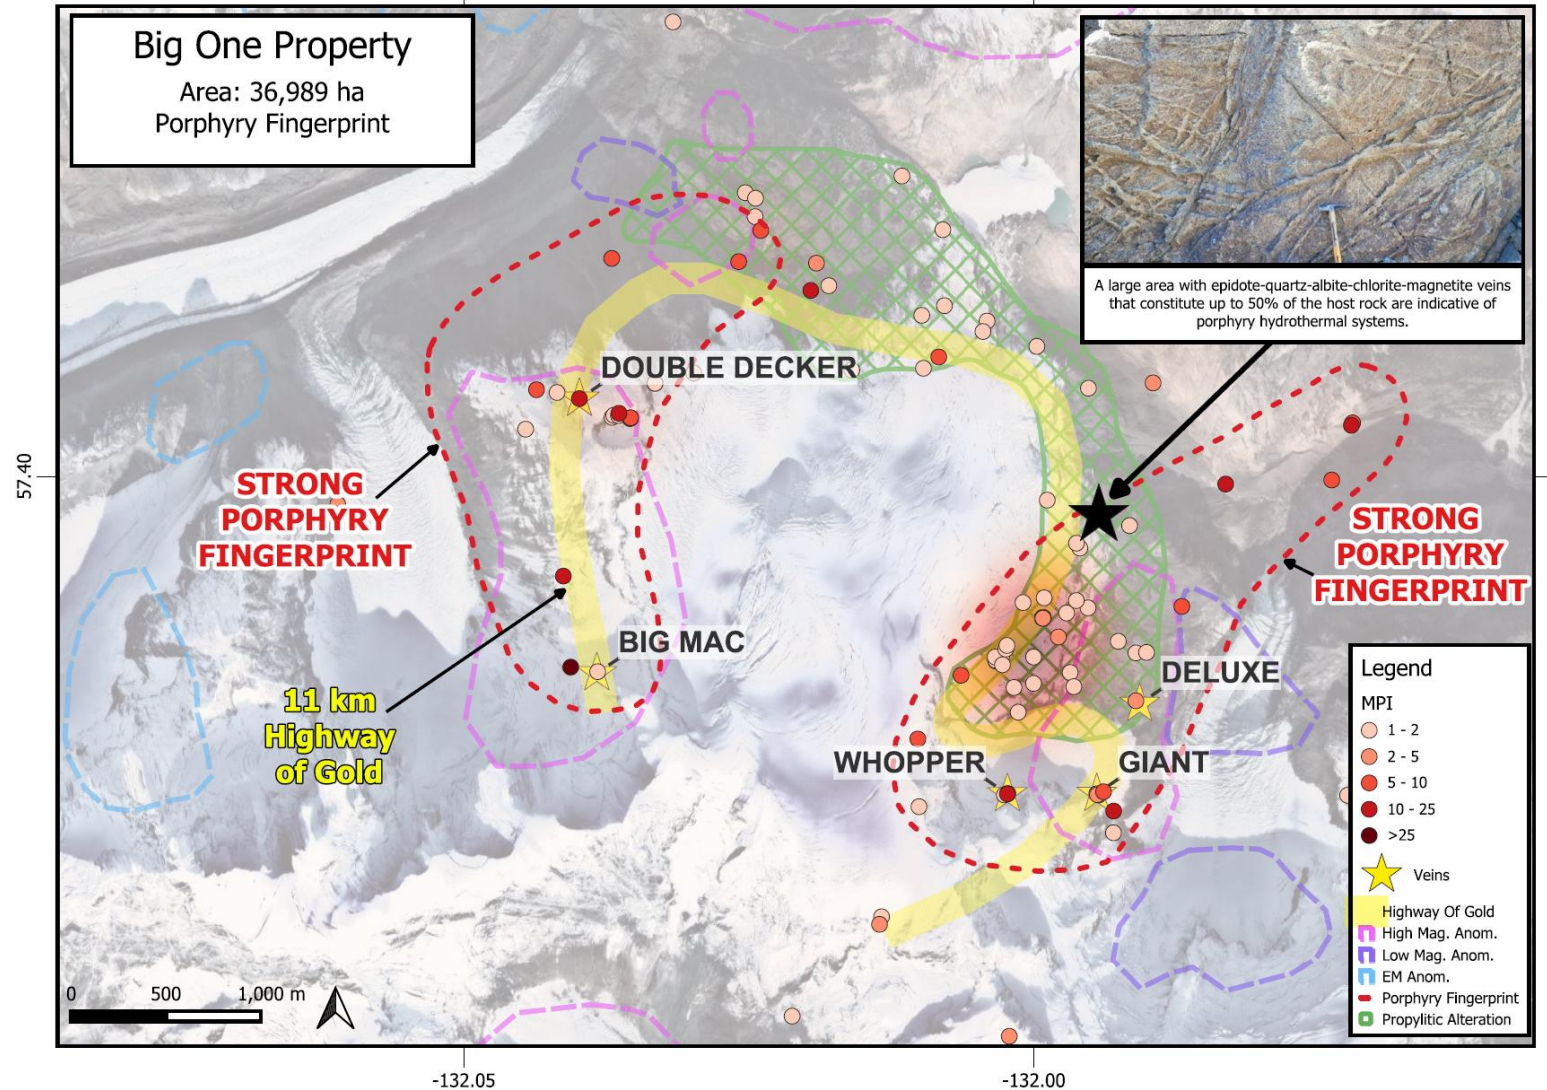 Big One Property
Area: 36,989 ha
Porphyry Fingerprint
A large area with epidote-quartz-albite-chlorite-magnetite veins
that constitute up to 50% of the host rock are indicative of
porphyry hydrothermal systems.
DOUBLE DECKER
57.40
STRONG
PORPHYRY
FINGERPRINT
STRONG
PORPHYRY
FINGERPRINT
BIG MAC
DELUXE
11 km
Highway
of Gold
WHOPPER
GIANT
Legend
MPI
1 - 2
2 - 5
5 - 10
10 - 25
>25
Veins
Highway Of Gold
High Mag. Anom.
Low Mag. Anom.
EM Anom.
Porphyry Fingerprint
Propylitic Alteration
0 500 1,000 m
-132.05
-132.00